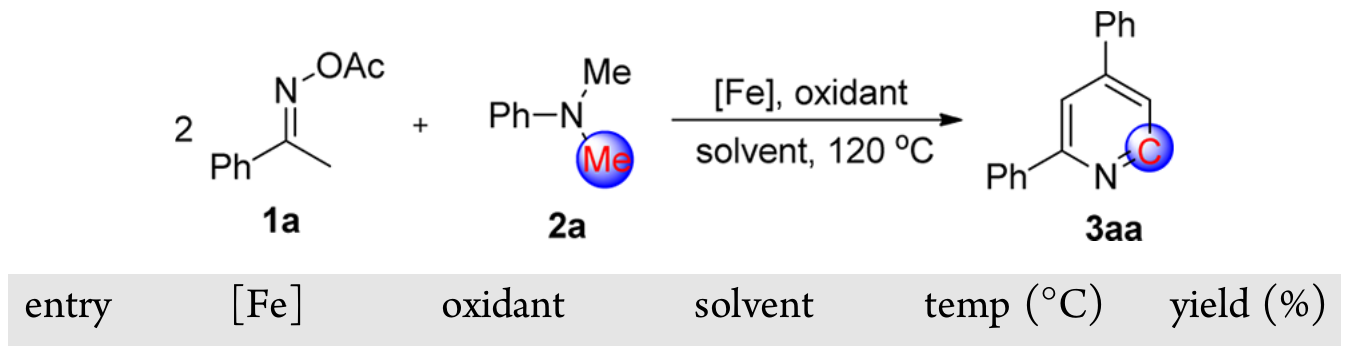 Ph
OAc
N
Me
2
+
Ph
N
[Fe], oxidant
solvent, 120 °C
Ph
Me
C
Ph
N
1a
2a
3aa
entry [Fe] oxidant solvent temp (°C) yield (%)